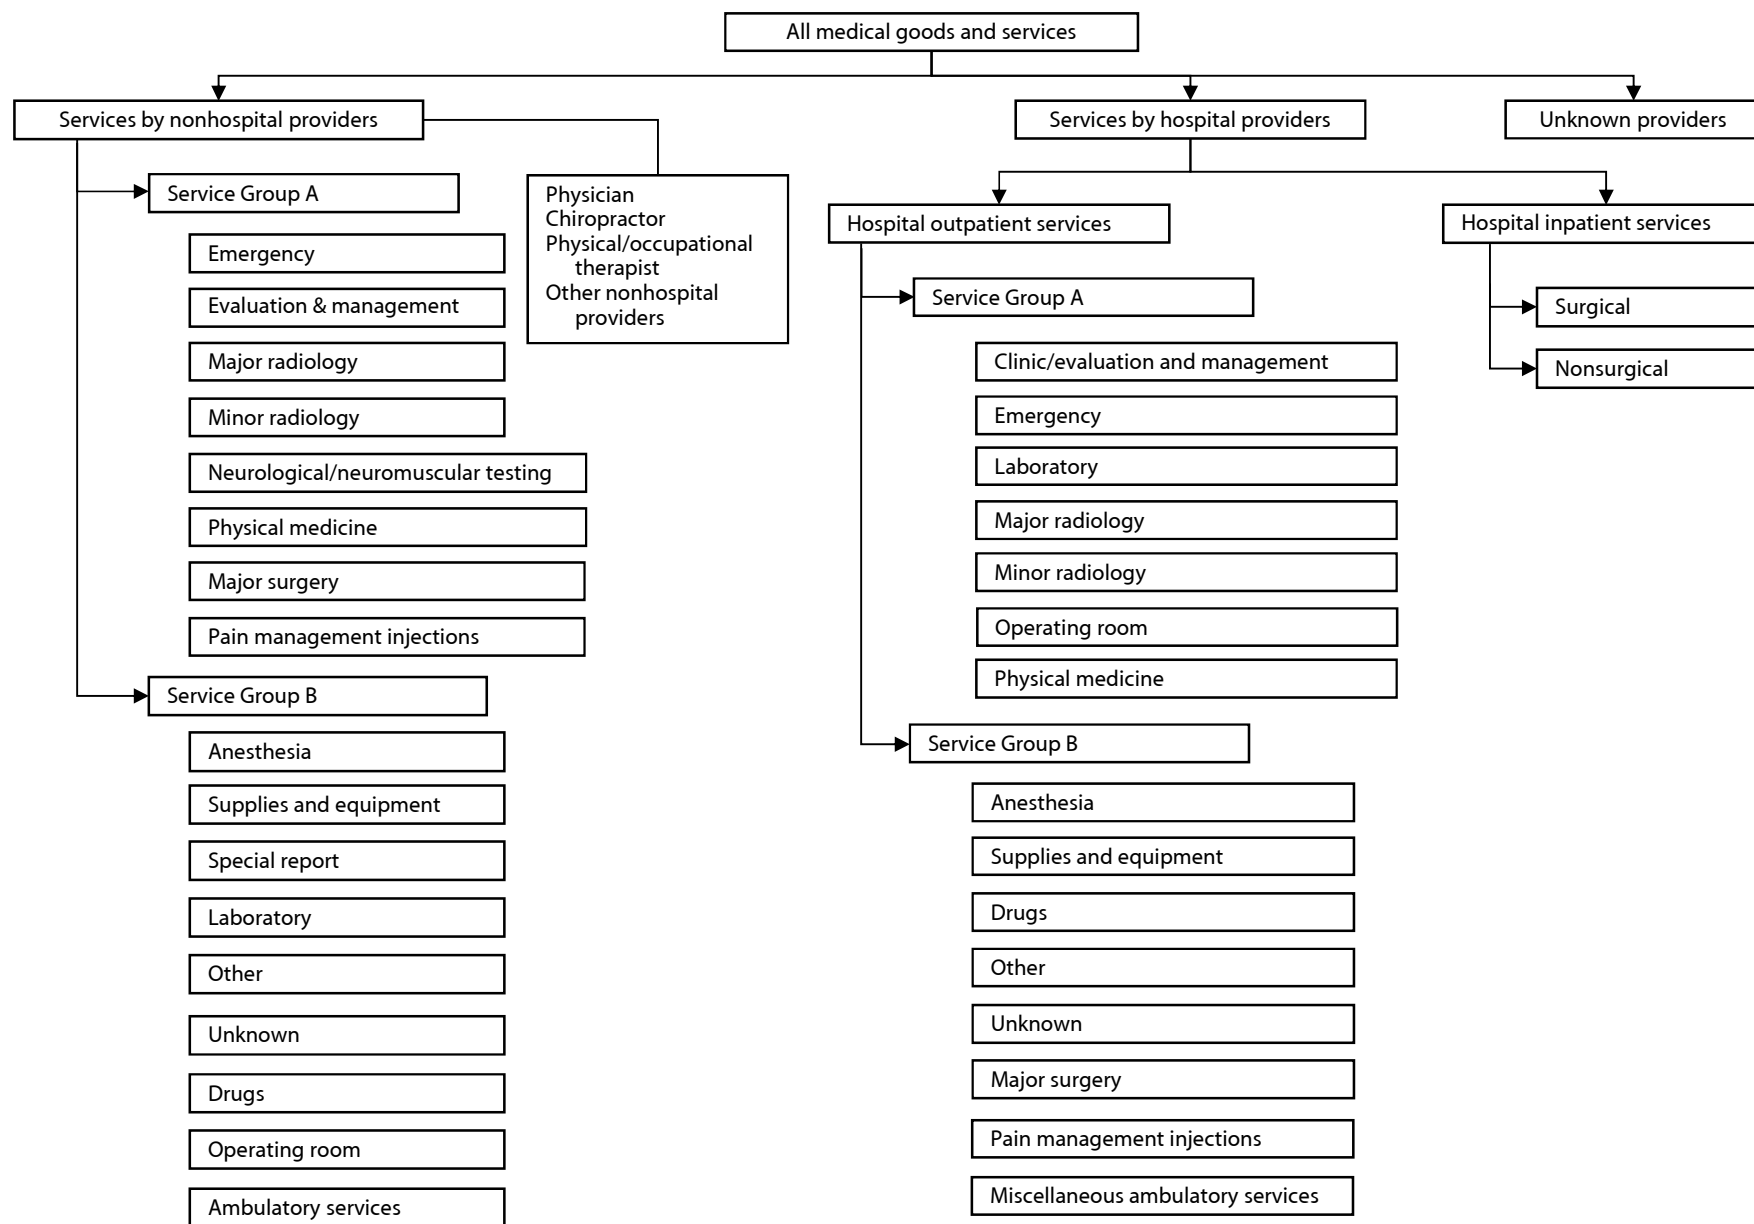 All medical goods and services
Services by nonhospital providers
Services by hospital providers
Unknown providers
Service Group A
Emergency
Evaluation & management
Major radiology
Minor radiology
Neurological/neuromuscular testing
Physical medicine
Major surgery
Pain management injections
Service Group B
Anesthesia
Supplies and equipment
Special report
Laboratory
Other
Unknown
Drugs
Operating room
Ambulatory services
Physician
Chiropractor
Physical/occupational
therapist
Other nonhospital
providers
Hospital outpatient services
Service Group A
Clinic/evaluation and management
Emergency
Laboratory
Major radiology
Minor radiology
Operating room
Physical medicine
Service Group B
Anesthesia
Supplies and equipment
Drugs
Other
Unknown
Major surgery
Pain management injections
Miscellaneous ambulatory services
Hospital inpatient services
Surgical
Nonsurgical